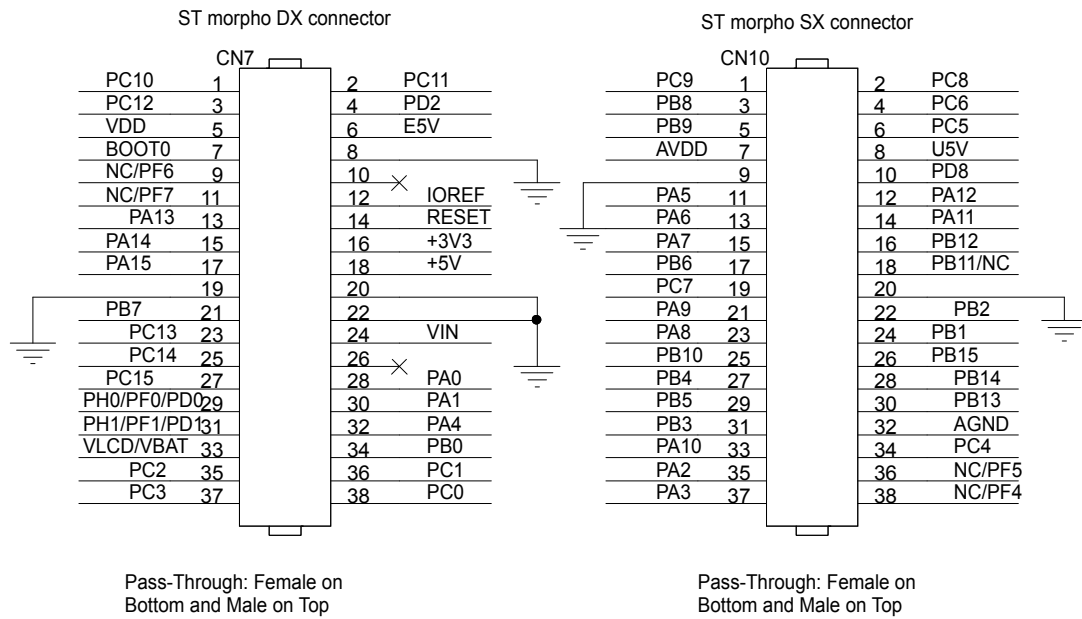 ST morpho DX connector
CN7
PC10 1 2 PC11
PC12 3 4 PD2
VDD 5 6 E5V
BOOT0 7 8
NC/PF6 9 10
NC/PF7 11 12 IOREF
PA13 13 14 RESET
PA14 15 16 +3V3
PA15 17 18 +5V
19 20
PB7 21 22
PC13 23 24 VIN
PC14 25 26
PC15 27 28 PA0
PH0/PF0/PD0 29 30 PA1
PH1/PF1/PD1 31 32 PA4
VLCD/VBAT 33 34 PB0
PC2 35 36 PC1
PC3 37 38 PC0
Pass-Through: Female on
Bottom and Male on Top
ST morpho SX connector
CN10
PC9 1 2 PC8
PB8 3 4 PC6
PB9 5 6 PC5
AVDD 7 8 U5V
9 10 PD8
PA5 11 12 PA12
PA6 13 14 PA11
PA7 15 16 PB12
PB6 17 18 PB11/NC
PC7 19 20
PA9 21 22 PB2
PA8 23 24 PB1
PB10 25 26 PB15
PB4 27 28 PB14
PB5 29 30 PB13
PB3 31 32 AGND
PA10 33 34 PC4
PA2 35 36 NC/PF5
PA3 37 38 NC/PF4
Pass-Through: Female on
Bottom and Male on Top